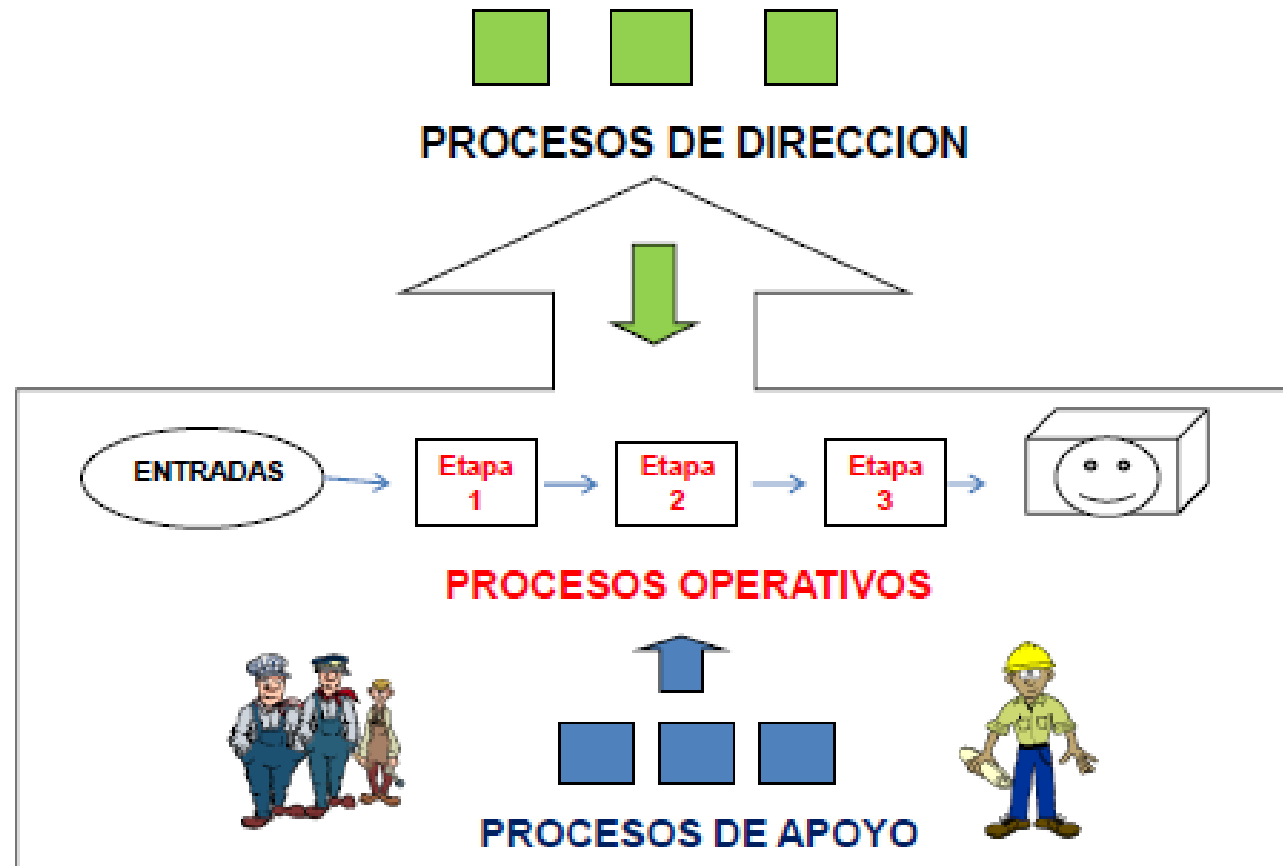 PROCESOS DE DIRECCION
ENTRADAS
Etapa
1
Etapa
2
Etapa
3
PROCESOS OPERATIVOS
PROCESOS DE APOYO